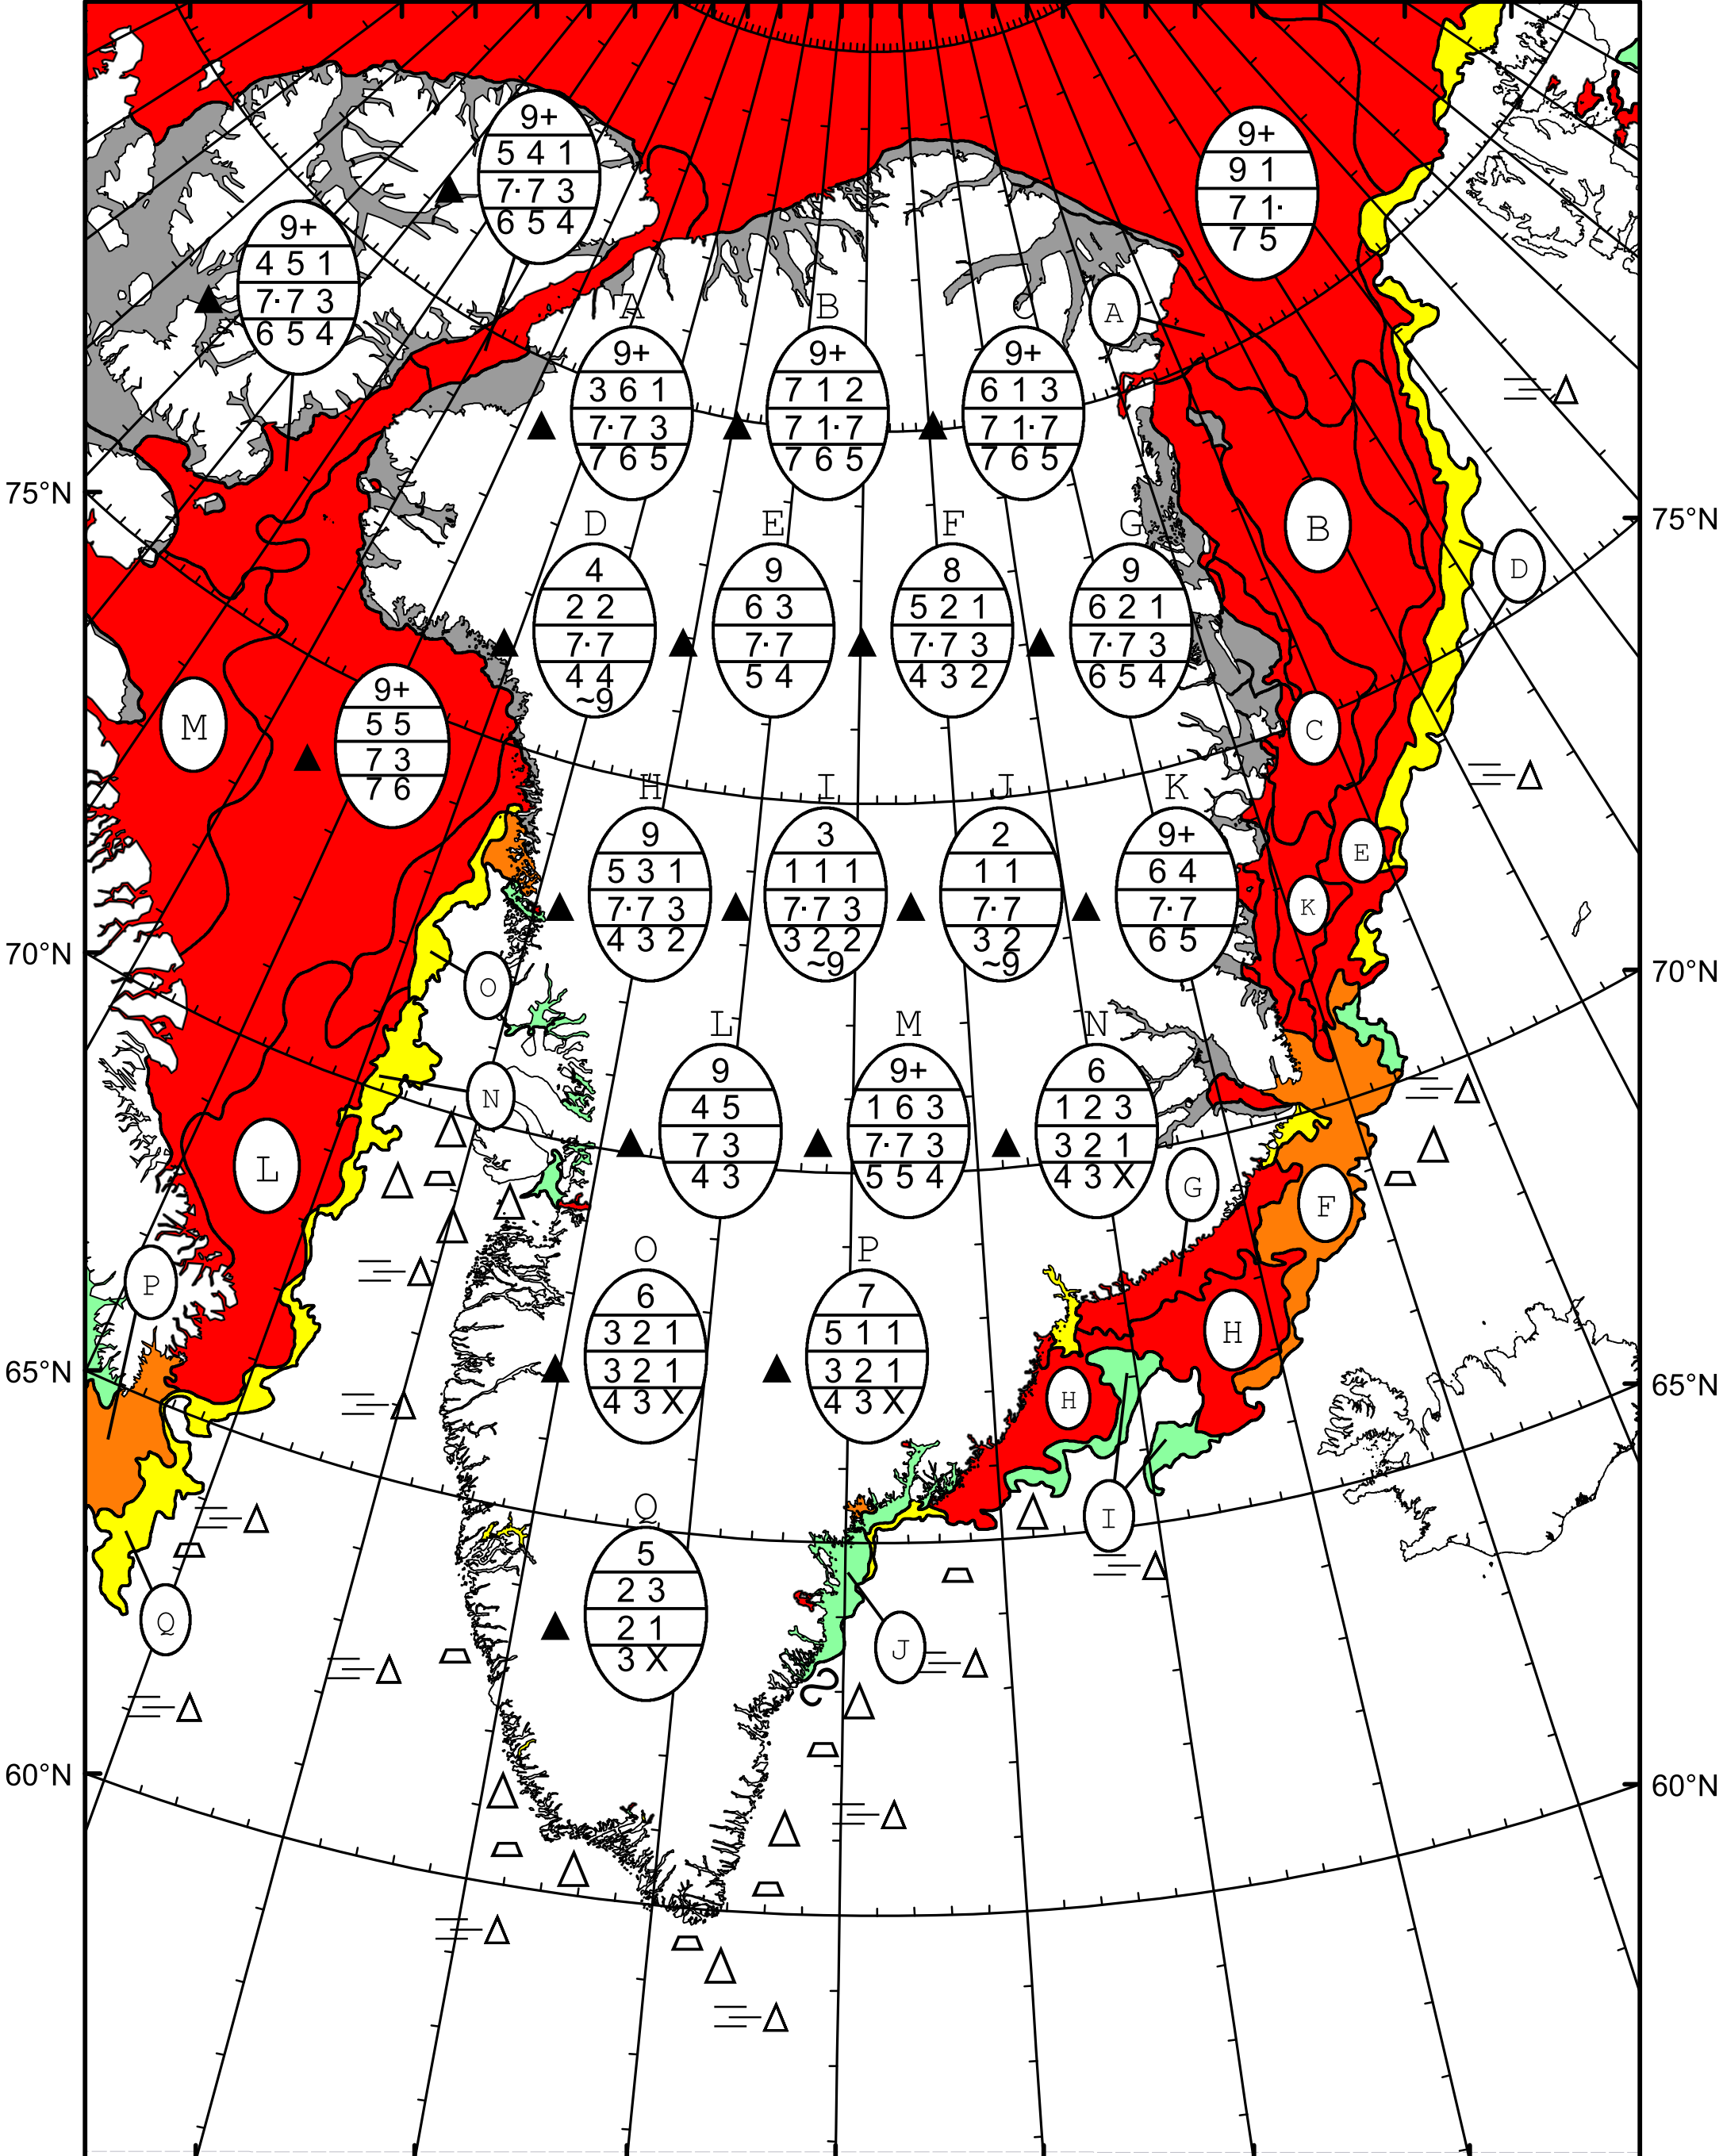 9+
5 4 1
7· 7 3
6 5 4
9+
9 1
7 1·
7 5
9+
4 5 1
7· 7 3
6 5 4
A B C A
9+ 9+ 9+
3 6 1 7 1 2 6 1 3
7· 7 3 7 1· 7 7 1· 7
7 6 5 7 6 5 7 6 5
75°N 75°N
B
D E F G D
4 9 8 9
2 2 6 3 5 2 1 6 2 1
7· 7 7· 7 7· 7 3 7· 7 3
4 4 5 4 4 3 2 6 5 4
~9
M C
9+
5 5
7 3
7 6
H I J K
9 3 2 9+
5 3 1 1 1 1 1 1 6 4
7· 7 3 7· 7 3 7· 7 7· 7
4 3 2 3 2 2 3 2 6 5
~9 ~9
E
K
70°N 70°N
O
N
L M N
9 9+ 6
4 5 1 6 3 1 2 3
7 3 7· 7 3 3 2 1
4 3 5 5 4 4 3 X
L G F
P H
O P
6 7
3 2 1 5 1 1
3 2 1 3 2 1
4 3 X 4 3 X
65°N H 65°N
Q I
5
2 3
2 1
3 X
Q J
60°N 60°N